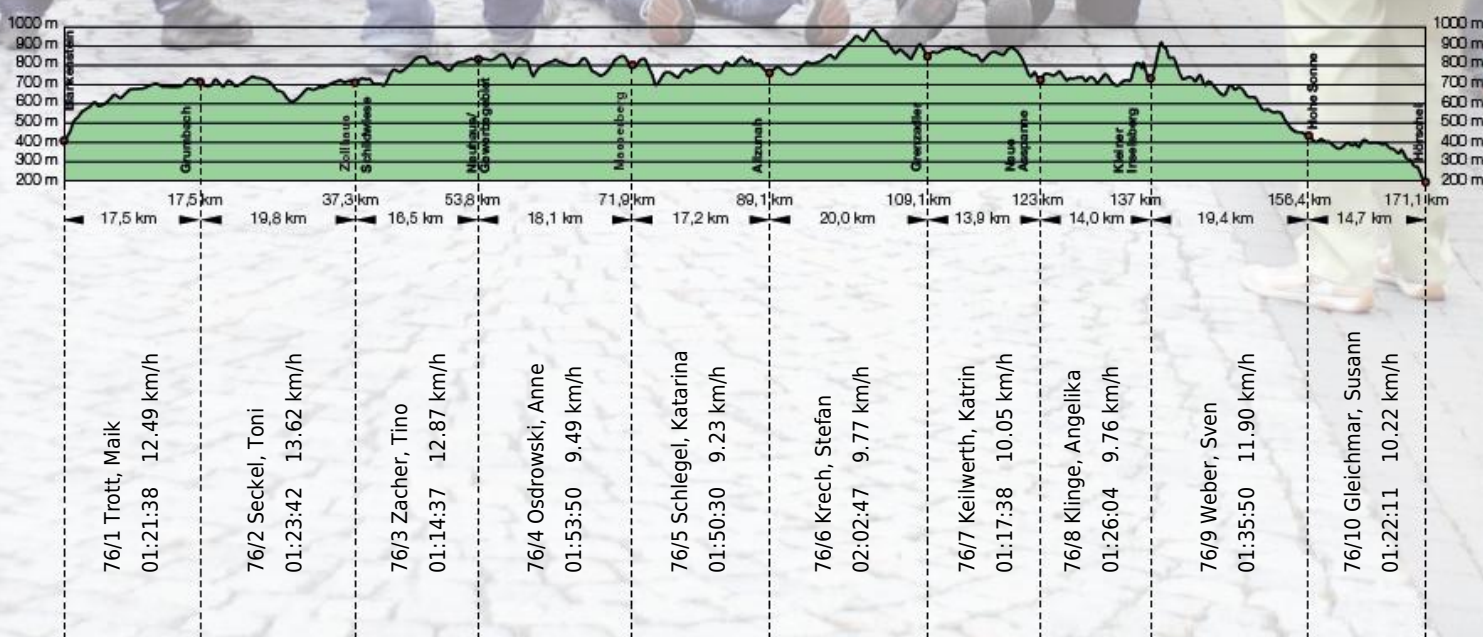 1000 m 1000 m
900 m 900 m
800 m 800 m
700 m 700 m
600 m 600 m
500 m 500 m
400 m 400 m
300 m 300 m
200 m 200 m
Blankenstein
Grumbach
Zollhaus
Schildwiese
Neuhaus/
Masserberg
Allzunah
Grenzadler
Neue
Ausspanne
Kleiner
Inselsberg
Hohe Sonne
Hörschel
17,5 km 37,3 km 53,8 km 71,9 km 89,1 km 109,1 km 123 km 137 km 156,4 km 171,1 km
17,5 km 19,8 km 16,5 km 18,1 km 17,2 km 20,0 km 13,9 km 14,0 km 19,4 km 14,7 km
76/1 Trott, Maik
01:21:38 12.49 km/h
76/2 Seckel, Toni
01:23:42 13.62 km/h
76/3 Zacher, Tino
01:14:37 12.87 km/h
76/4 Osdrowski, Anne
01:53:50 9.49 km/h
76/5 Schlegel, Katarina
01:50:30 9.23 km/h
76/6 Krech, Stefan
02:02:47 9.77 km/h
76/7 Keilwerth, Katrin
01:17:38 10.05 km/h
76/8 Klinge, Angelika
01:26:04 9.76 km/h
76/9 Weber, Sven
01:35:50 11.90 km/h
76/10 Gleichmar, Susann
01:22:11 10.22 km/h